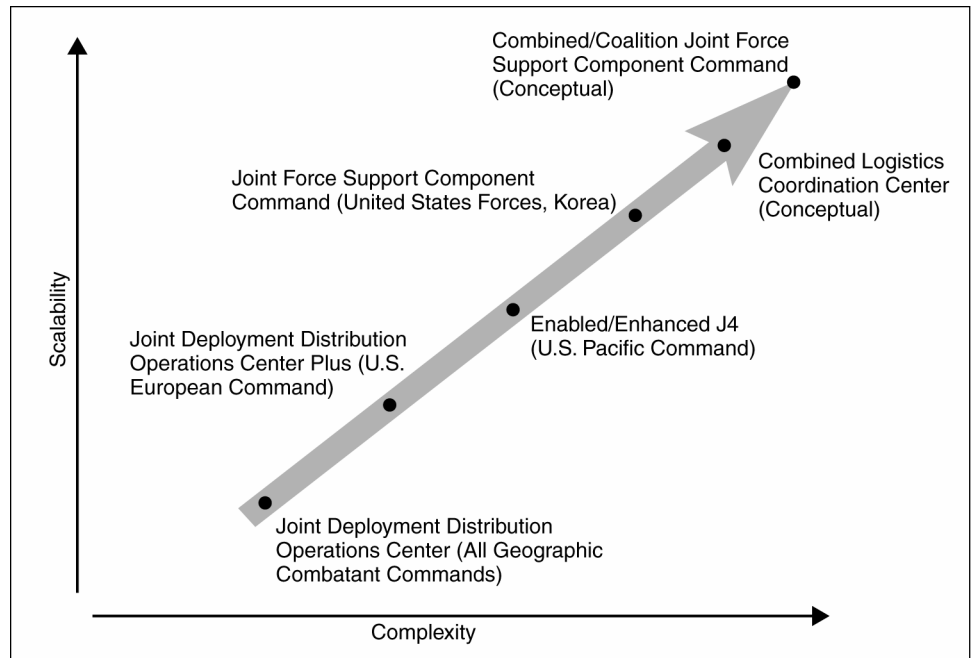 Combined/Coalition Joint Force
Support Component Command
(Conceptual)
Combined Logistics
Coordination Center
(Conceptual)
Joint Force Support Component
Command (United States Forces, Korea)
Enabled/Enhanced J4
(U.S. Pacific Command)
Joint Deployment Distribution
Operations Center Plus (U.S.
European Command)
Joint Deployment Distribution
Operations Center (All Geographic
Combatant Commands)
Scalability
Complexity